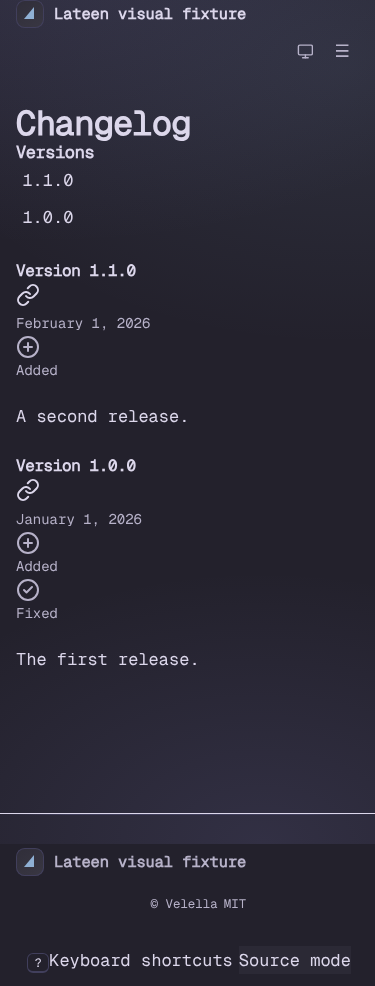 Lateen visual fixture
Changelog
Versions
1.1.0
1.0.0
Version 1.1.0
February 1, 2026
Added
A second release.
Version 1.0.0
January 1, 2026
Added
Fixed
The first release.
Lateen visual fixture
© Velella MIT
? Keyboard shortcuts Source mode